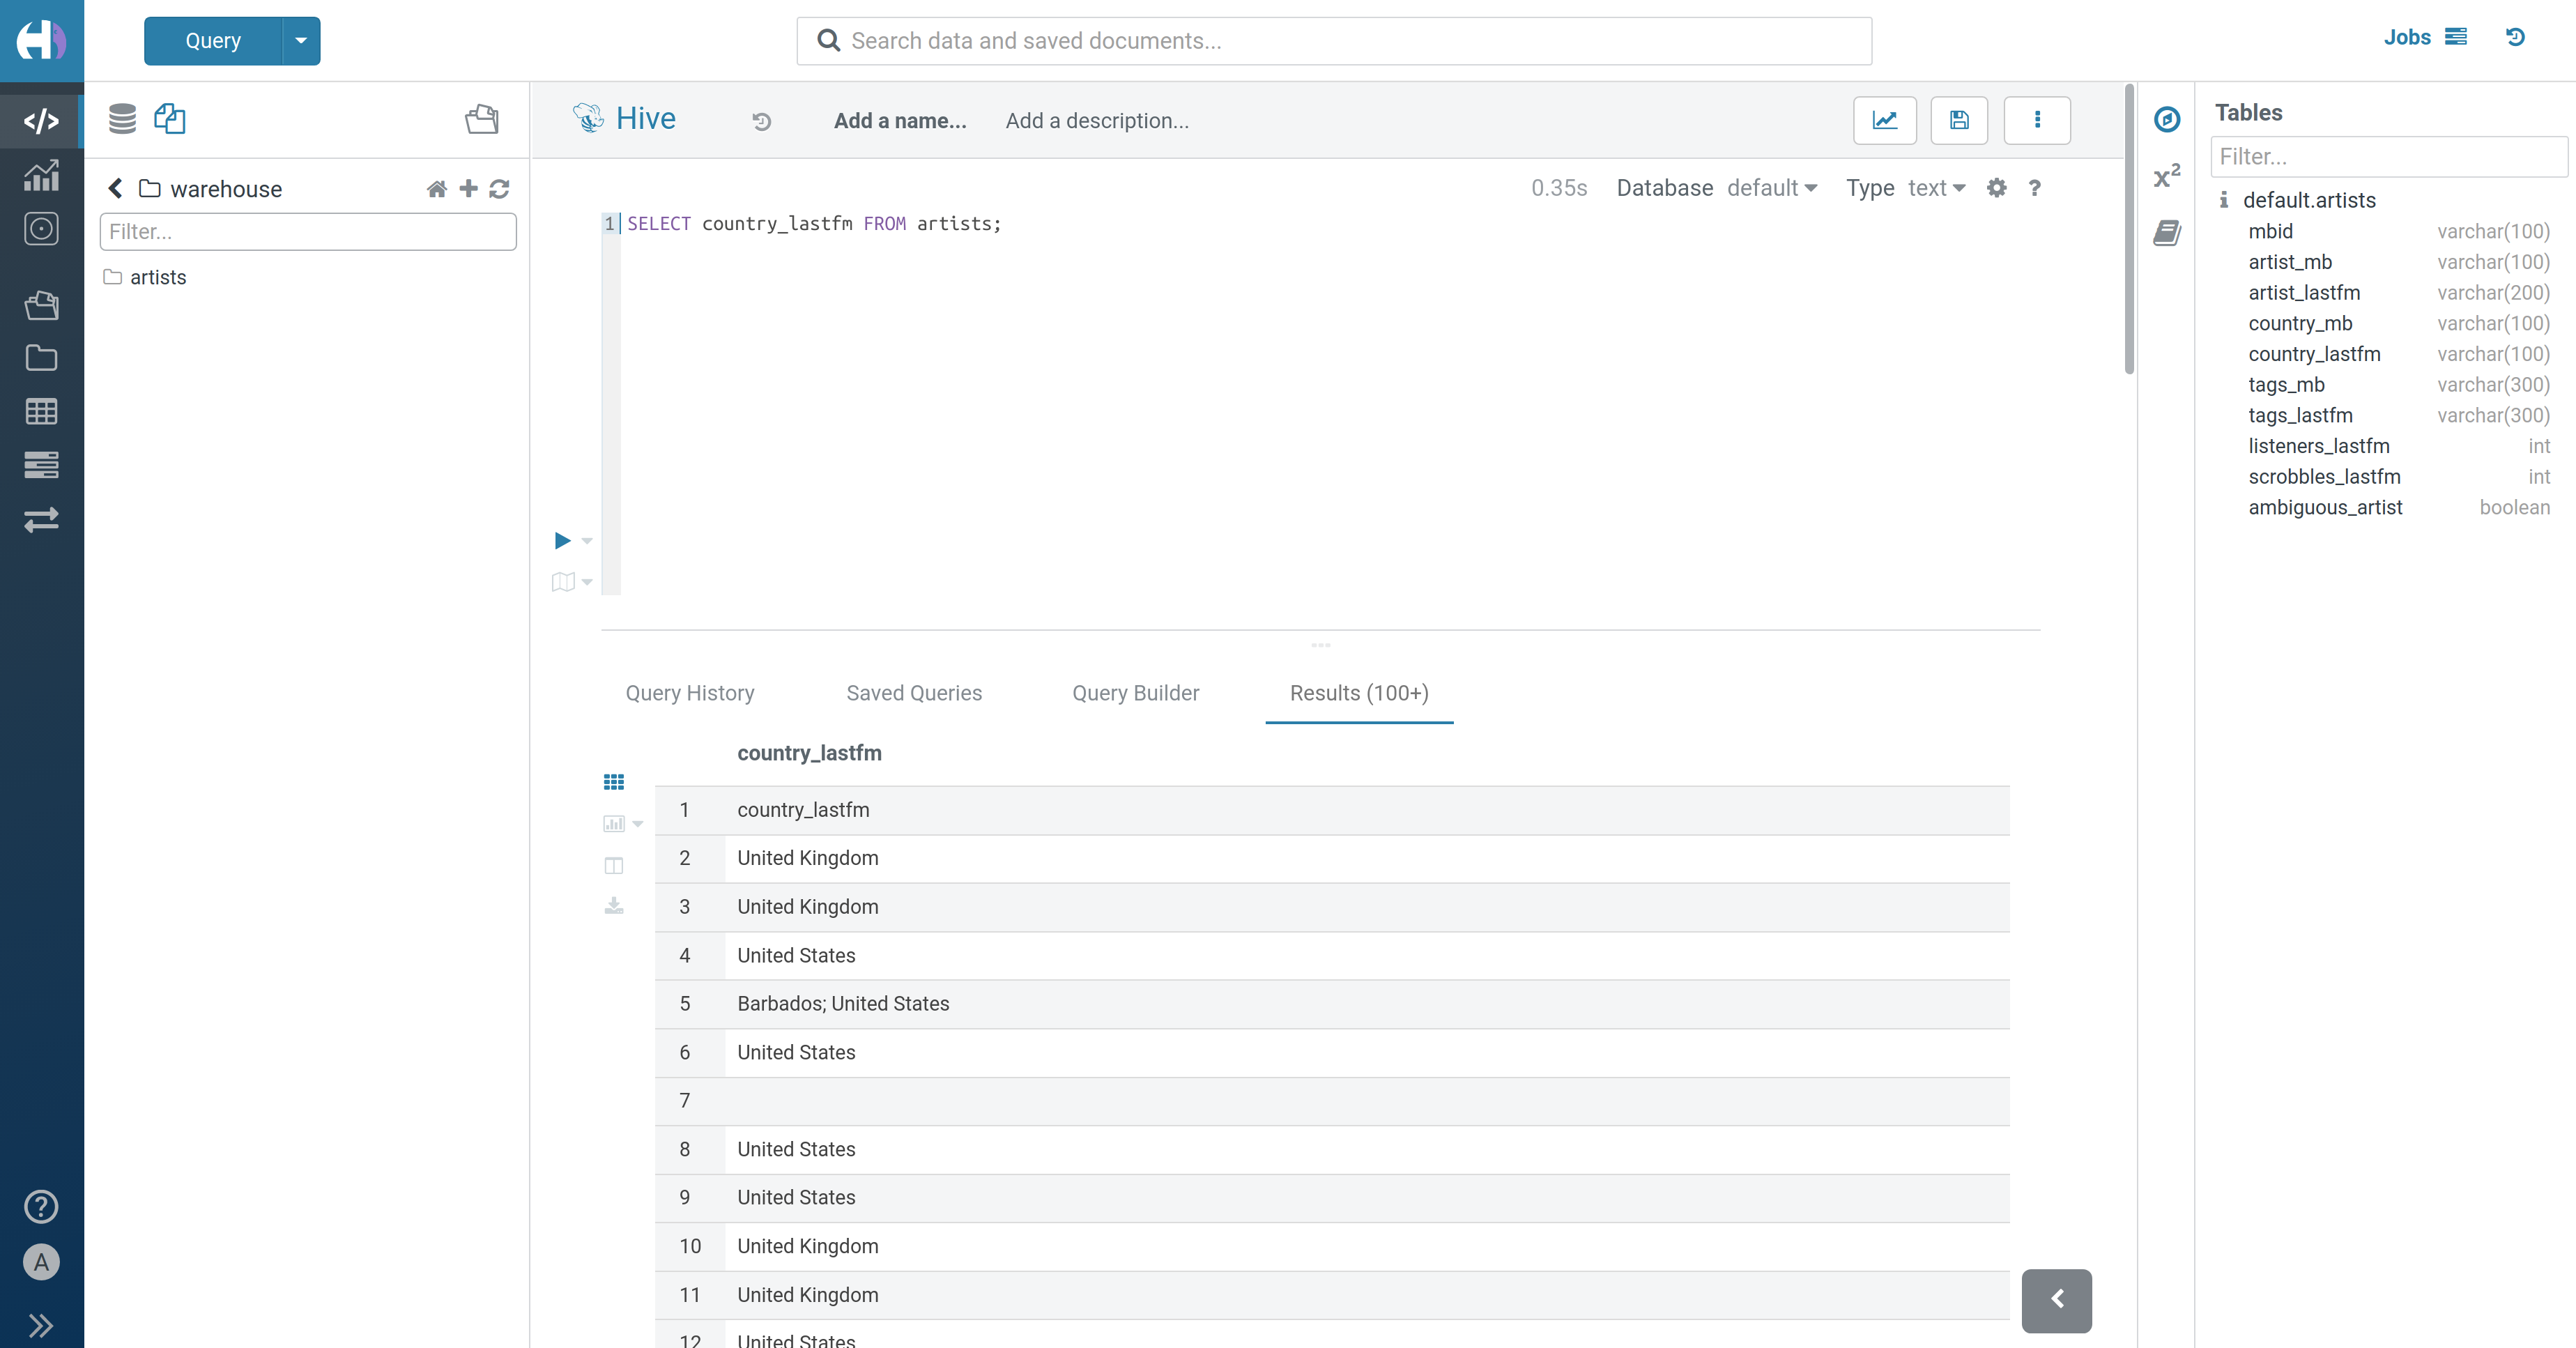 Query
Search data and saved documents...
Jobs
warehouse
Filter...
artists
Hive
Add a name...
Add a description...
0.35s Database default Type text ?
1 SELECT country_lastfm FROM artists;
Query History
Saved Queries
Query Builder
Results (100+)
country_lastfm
1 country_lastfm
2 United Kingdom
3 United Kingdom
4 United States
5 Barbados; United States
6 United States
7
8 United States
9 United States
10 United Kingdom
11 United Kingdom
12 United States
x²
Tables
Filter...
default.artists
mbid varchar(100)
artist_mb varchar(100)
artist_lastfm varchar(200)
country_mb varchar(100)
country_lastfm varchar(100)
tags_mb varchar(300)
tags_lastfm varchar(300)
listeners_lastfm int
scrobbles_lastfm int
ambiguous_artist boolean
A